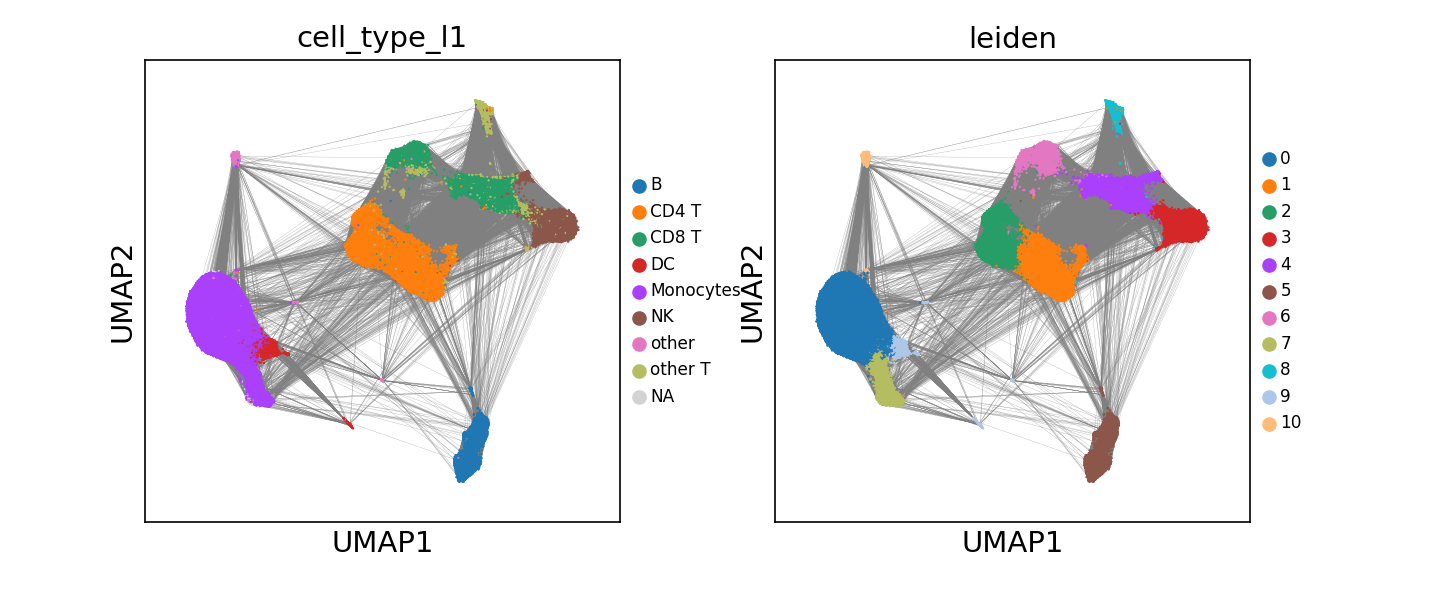 cell_type_l1
UMAP2
UMAP1
B
CD4 T
CD8 T
DC
Monocytes
NK
other
other T
NA
leiden
UMAP2
UMAP1
0
1
2
3
4
5
6
7
8
9
10